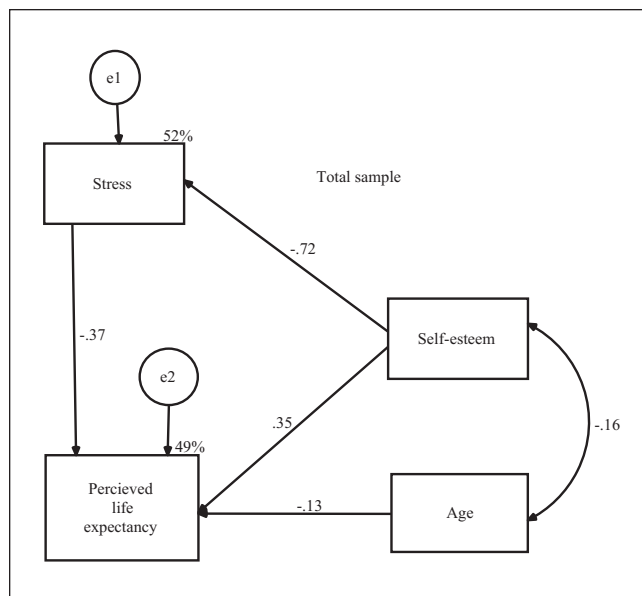 e1
52%
Stress
Total sample
-.72
Self-esteem
-.37
e2
.35
-.16
49%
Percieved
life
expectancy
-.13
Age